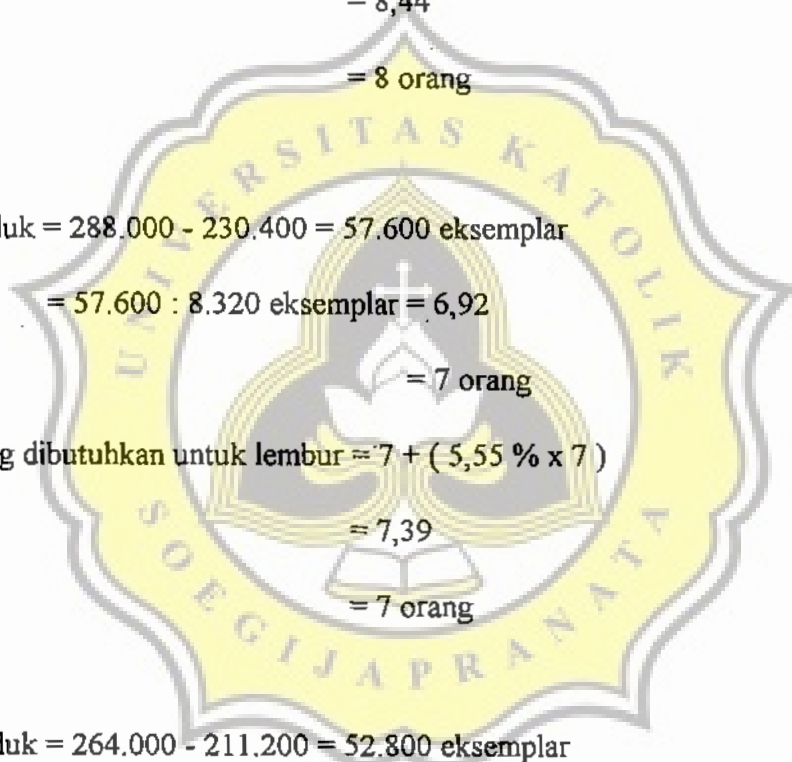 = 8,44
= 8 orang
UNIVERSITAS KATOLIK
duk = 288.000 - 230.400 = 57.600 eksemplar
= 57.600 : 8.320 eksemplar = 6,92
= 7 orang
g dibutuhkan untuk lembur = 7 + ( 5,55 % x 7 )
= 7,39
= 7 orang
SOEGIJAPRANATA
duk = 264.000 - 211.200 = 52.800 eksemplar